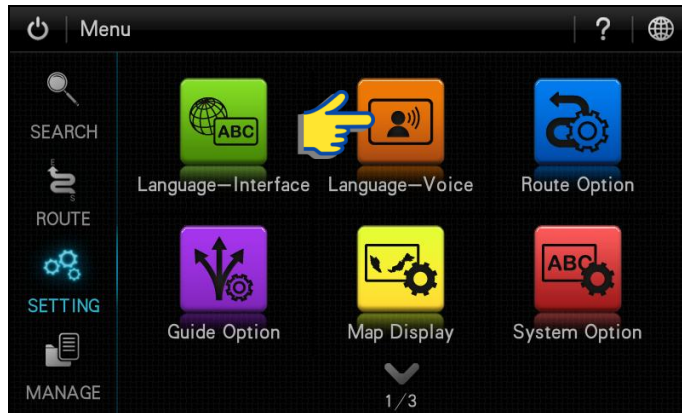 Menu
?
SEARCH
ROUTE
SETTING
MANAGE
ABC
Language—Interface
Language—Voice
Route Option
Guide Option
Map Display
ABC
System Option
1/3